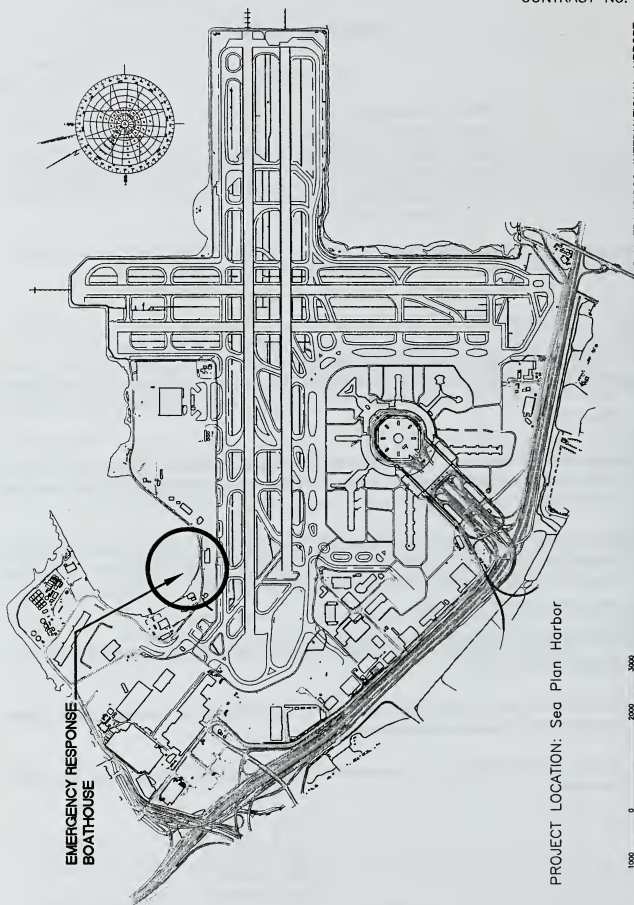 CONTRACT NO.
EMERGENCY RESPONSE
BOATHOUSE
PROJECT LOCATION: Sea Plan Harbor
1000 0 2000 3000